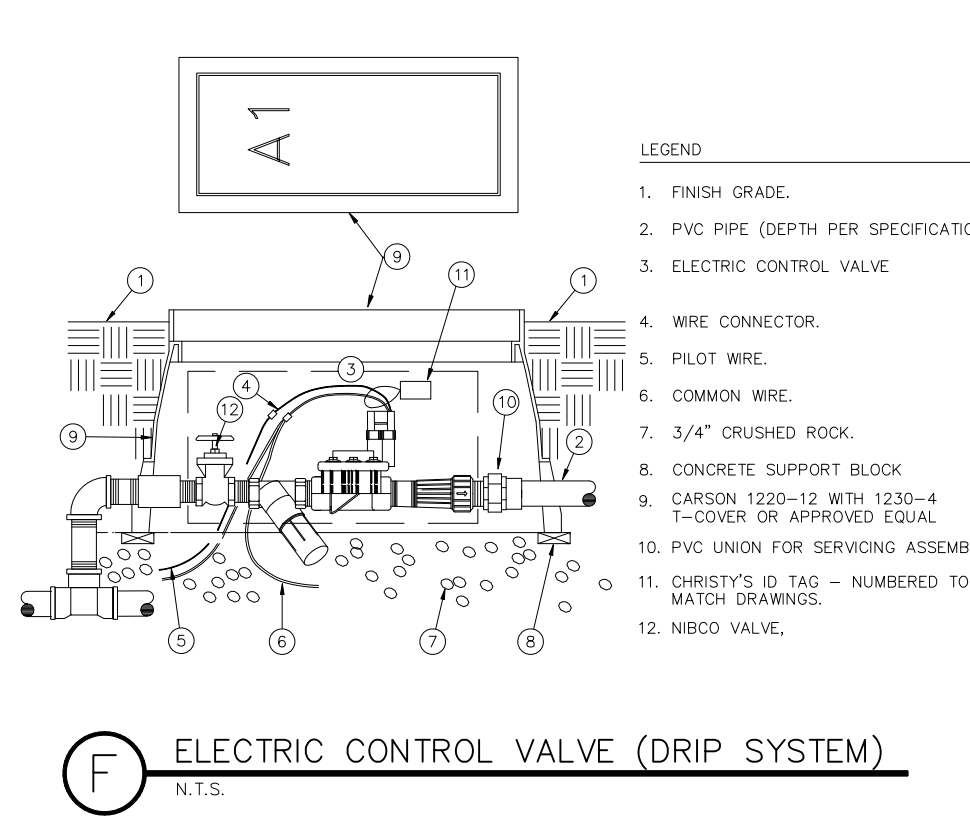 A1
9
11
1
1
3
4
12
10
9
2
5
6
7
8
LEGEND
1. FINISH GRADE.
2. PVC PIPE (DEPTH PER
3. ELECTRIC CONTROL VALVE
4. WIRE CONNECTOR.
5. PILOT WIRE.
6. COMMON WIRE.
7. 3/4" CRUSHED ROCK.
8. CONCRETE SUPPORT BLOCK
9. CARSON 1220-12 WITH 1230-4
T-COVER OR APPROVED EQUAL
10. PVC UNION FOR SERVICING
11. CHRISTY'S ID TAG – NUMBERED TO
MATCH DRAWINGS.
12. NIBCO VALVE,
F
ELECTRIC CONTROL VALVE (DRIP SYSTEM)
N.T.S.